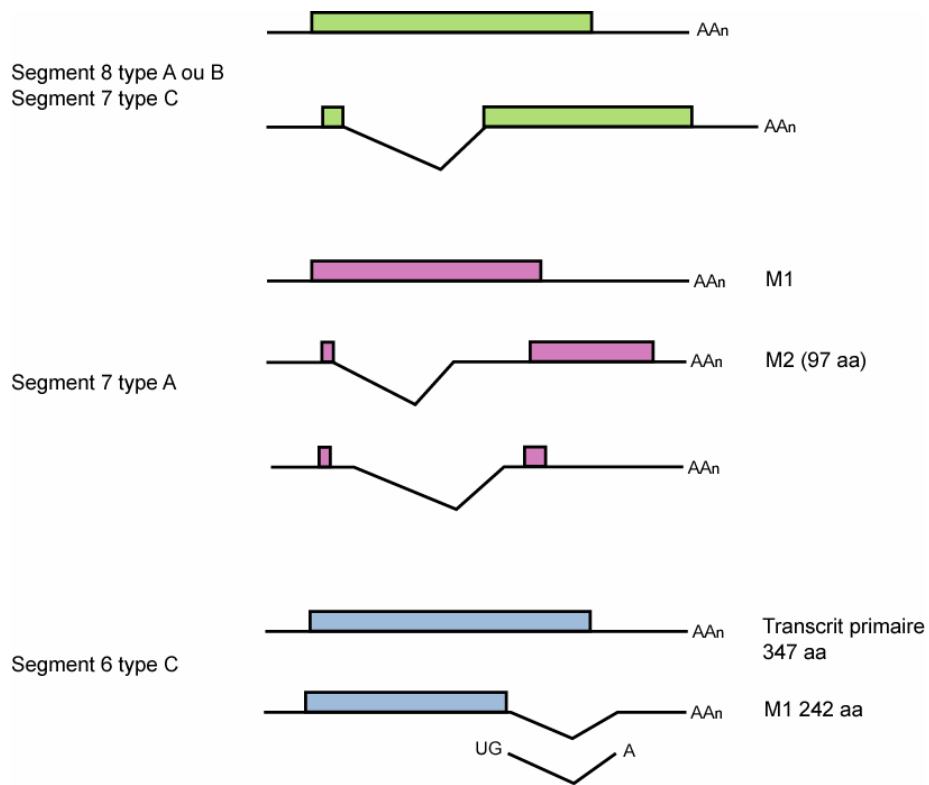 AAn
Segment 8 type A ou B
Segment 7 type C
AAn
AAn
M1
AAn
M2 (97 aa)
Segment 7 type A
AAn
AAn
Transcrit primaire
347 aa
Segment 6 type C
AAn
M1 242 aa
UG
A